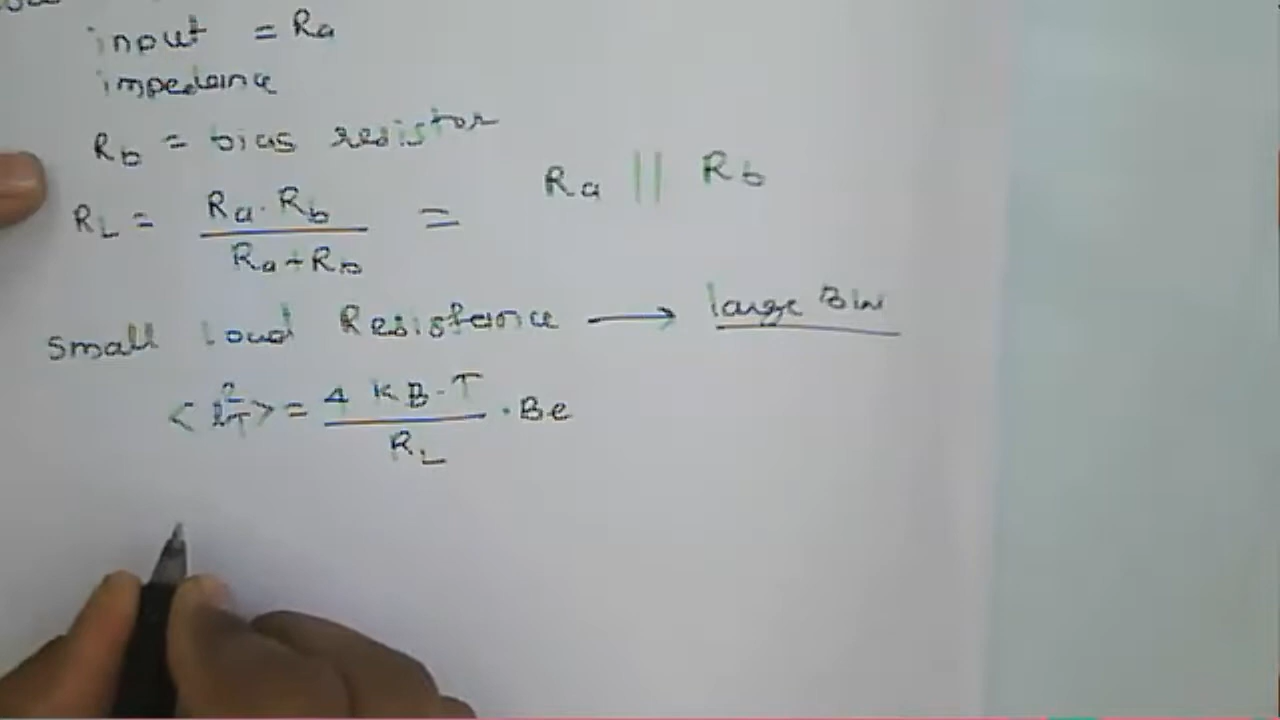 input = Ra
impedance
Rb = bias resistor
RL = Ra. Rb / Ra+Rb = Ra || Rb
small load Resistance → large BW
< i²T > = 4 KB.T / RL . Be